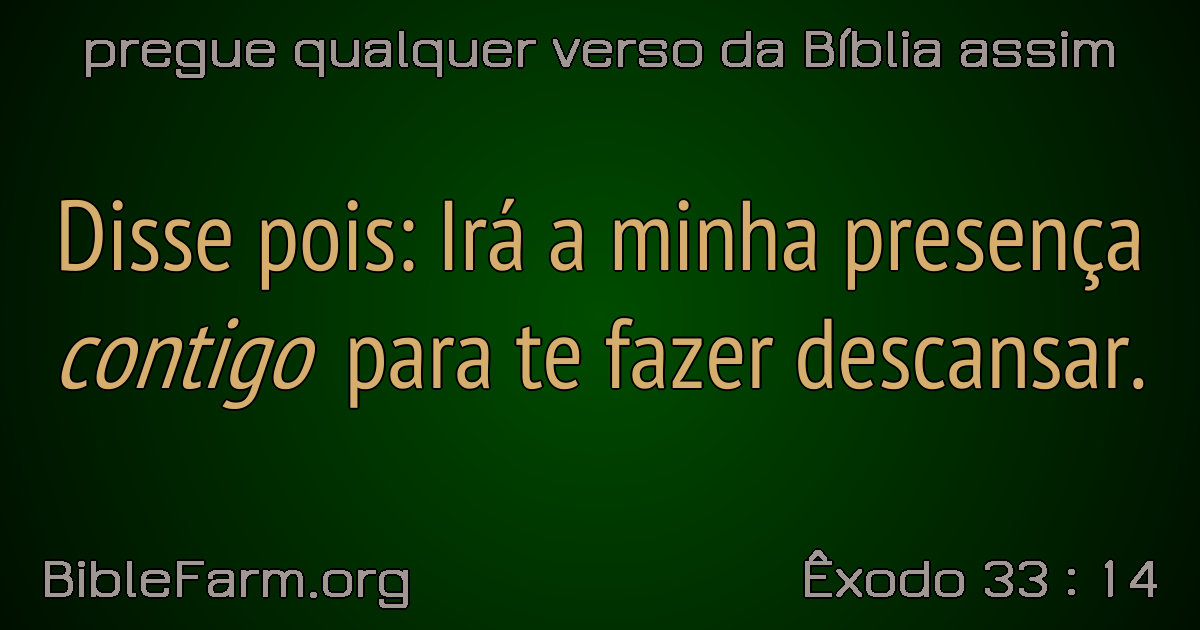 pregue qualquer verso da Bíblia assim
Disse pois: Irá a minha presença
contigo para te fazer descansar.
BibleFarm.org
Êxodo 33 : 14